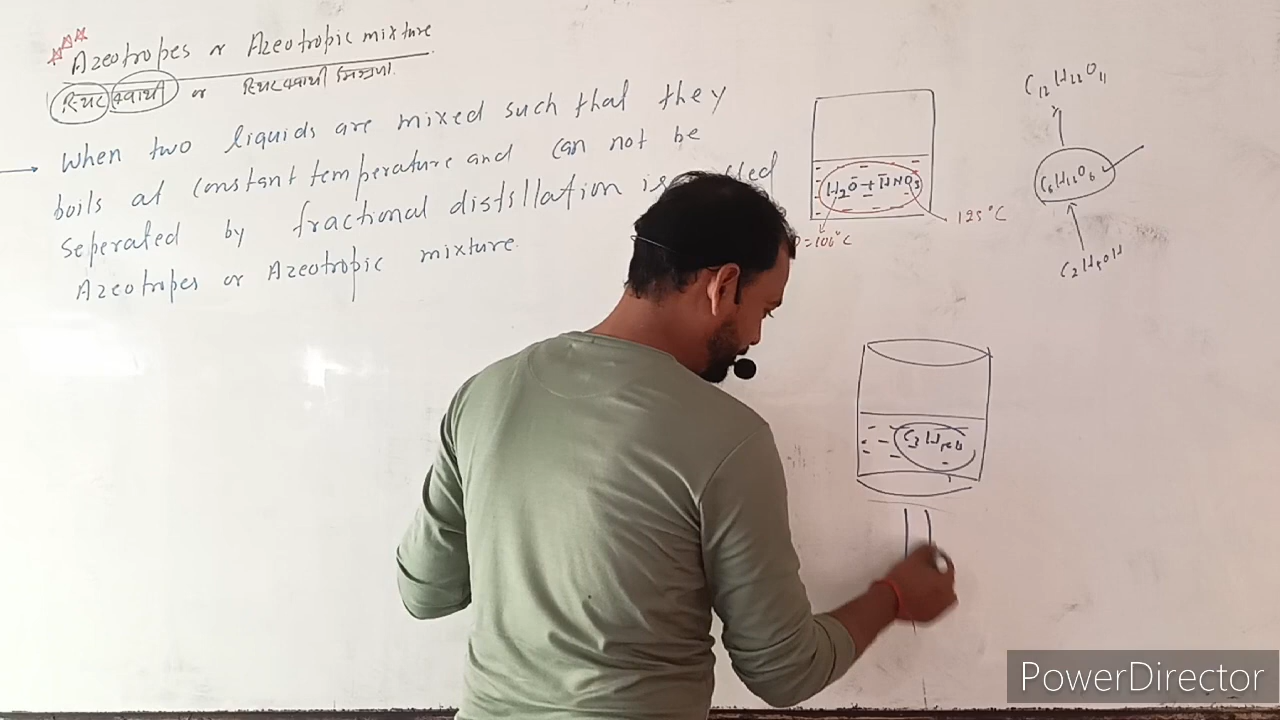 Azeotropes or Azeotropic mixture
स्थिर क्वाथी or स्थिर क्वाथी मिश्रण.
When two liquids are mixed such that they
boils at constant temperature and can not be
seperated by fractional distillation is
Azeotropes or Azeotropic mixture.
H₂O + HNO₃
=100°C
125°C
C₁₂H₂₂O₁₁
C₆H₁₂O₆
C₂H₅OH
PowerDirector